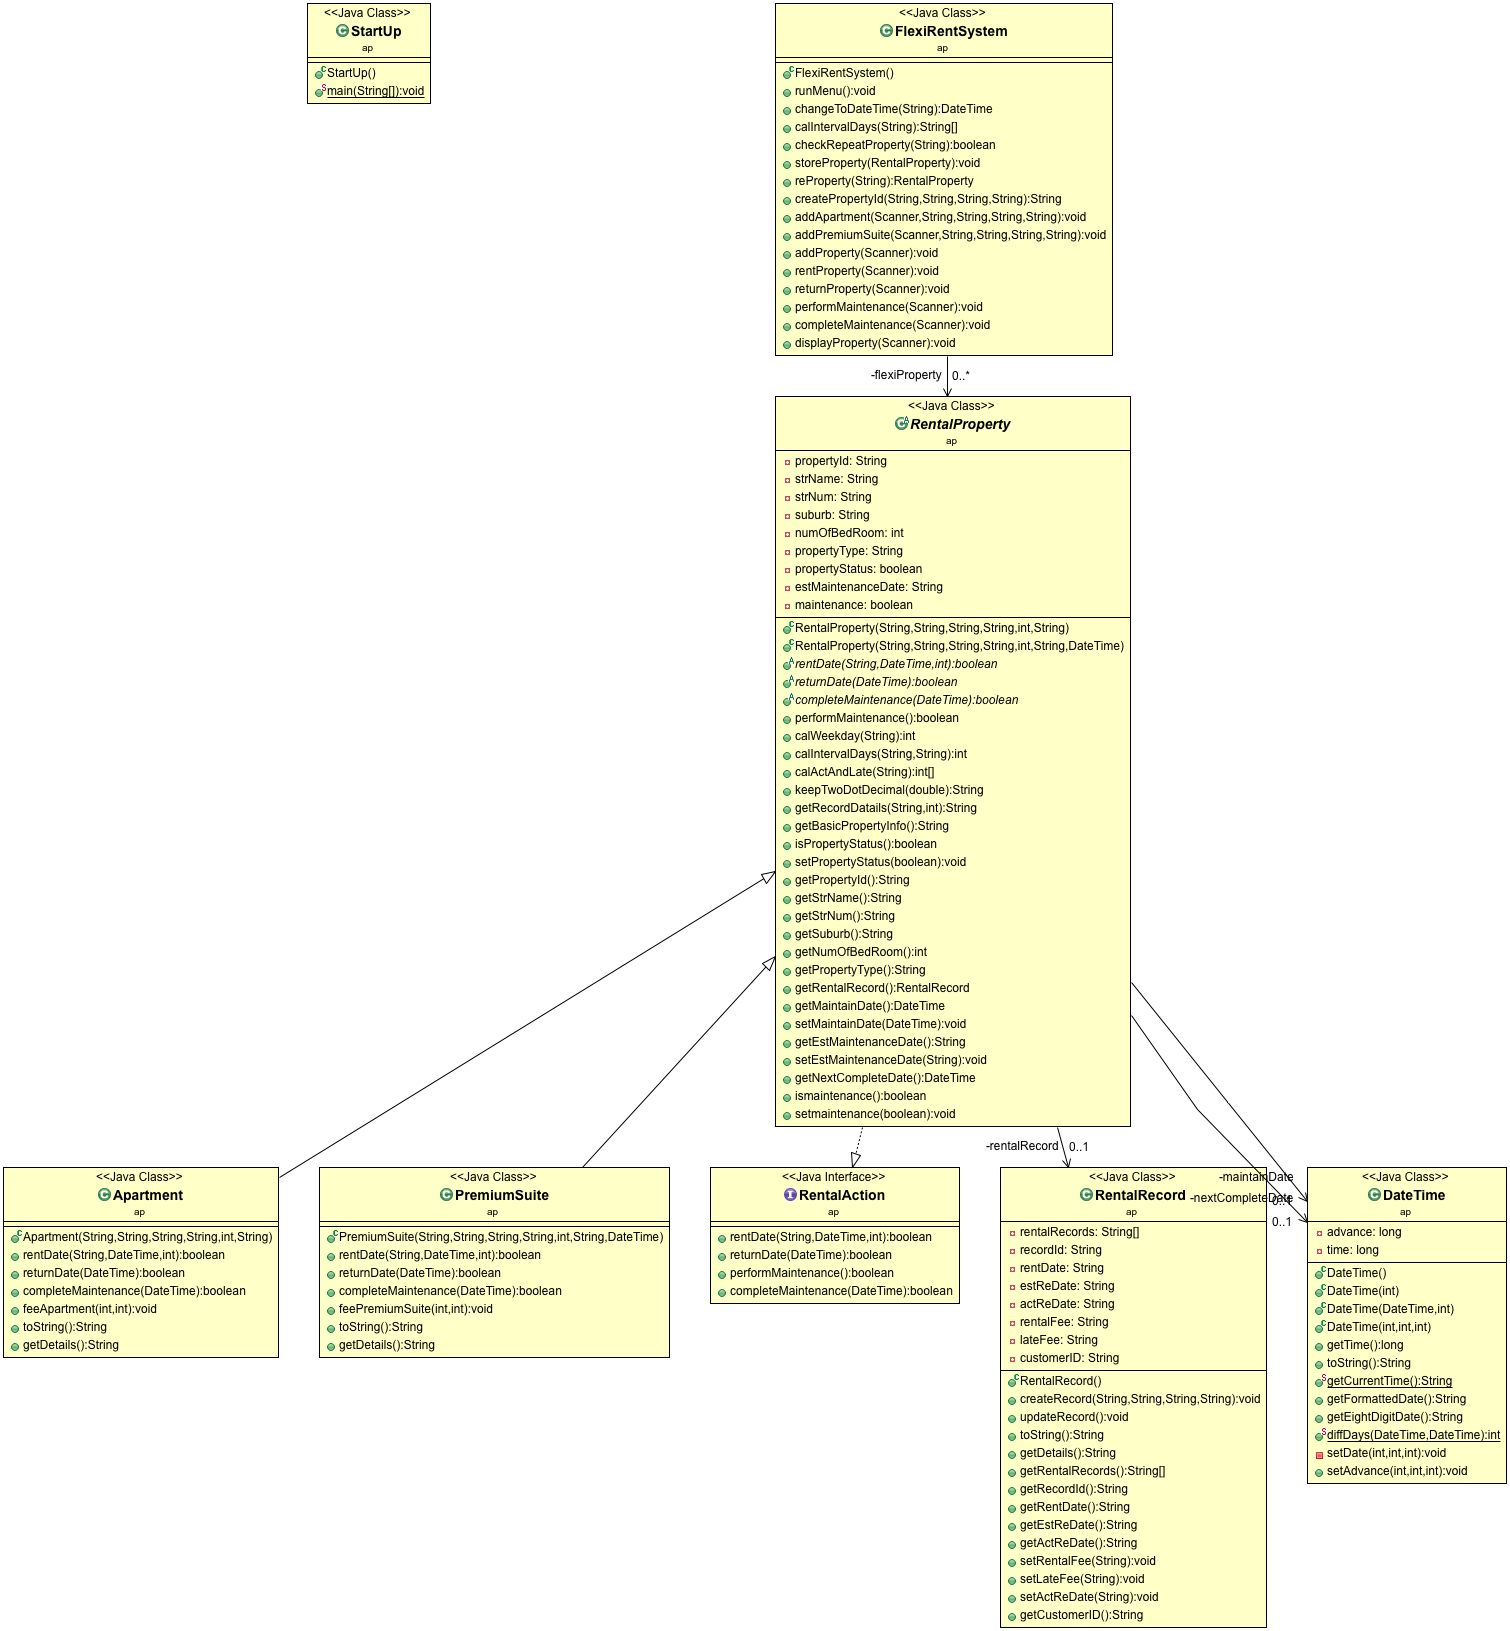 <<Java Class>>
StartUp
ap
StartUp()
main(String[]):void
<<Java Class>>
FlexiRentSystem
ap
FlexiRentSystem()
runMenu():void
changeToDateTime(String):DateTime
calIntervalDays(String):String[]
checkRepeatProperty(String):boolean
storeProperty(RentalProperty):void
reProperty(String):RentalProperty
createPropertyId(String,String,String,String):String
addApartment(Scanner,String,String,String,String):void
addPremiumSuite(Scanner,String,String,String,String):void
addProperty(Scanner):void
rentProperty(Scanner):void
returnProperty(Scanner):void
performMaintenance(Scanner):void
completeMaintenance(Scanner):void
displayProperty(Scanner):void
-flexiProperty 0..*
<<Java Class>>
RentalProperty
ap
propertyId: String
strName: String
strNum: String
suburb: String
numOfBedRoom: int
propertyType: String
propertyStatus: boolean
estMaintenanceDate: String
maintenance: boolean
RentalProperty(String,String,String,String,int,String)
RentalProperty(String,String,String,String,int,String,DateTime)
rentDate(String,DateTime,int):boolean
returnDate(DateTime):boolean
completeMaintenance(DateTime):boolean
performMaintenance():boolean
calWeekday(String):int
calIntervalDays(String,String):int
calActAndLate(String):int[]
keepTwoDotDecimal(double):String
getRecordDatails(String,int):String
getBasicPropertyInfo():String
isPropertyStatus():boolean
setPropertyStatus(boolean):void
getPropertyId():String
getStrName():String
getStrNum():String
getSuburb():String
getNumOfBedRoom():int
getPropertyType():String
getRentalRecord():RentalRecord
getMaintainDate():DateTime
setMaintainDate(DateTime):void
getEstMaintenanceDate():String
setEstMaintenanceDate(String):void
getNextCompleteDate():DateTime
ismaintenance():boolean
setmaintenance(boolean):void
-rentalRecord 0..1
-maintainDate
-nextCompleteDate
0..1
0..1
<<Java Class>>
Apartment
ap
Apartment(String,String,String,String,int,String)
rentDate(String,DateTime,int):boolean
returnDate(DateTime):boolean
completeMaintenance(DateTime):boolean
feeApartment(int,int):void
toString():String
getDetails():String
<<Java Class>>
PremiumSuite
ap
PremiumSuite(String,String,String,String,int,String,DateTime)
rentDate(String,DateTime,int):boolean
returnDate(DateTime):boolean
completeMaintenance(DateTime):boolean
feePremiumSuite(int,int):void
toString():String
getDetails():String
<<Java Interface>>
RentalAction
ap
rentDate(String,DateTime,int):boolean
returnDate(DateTime):boolean
performMaintenance():boolean
completeMaintenance(DateTime):boolean
<<Java Class>>
RentalRecord
ap
rentalRecords: String[]
recordId: String
rentDate: String
estReDate: String
actReDate: String
rentalFee: String
lateFee: String
customerID: String
RentalRecord()
createRecord(String,String,String,String):void
updateRecord():void
toString():String
getDetails():String
getRentalRecords():String[]
getRecordId():String
getRentDate():String
getEstReDate():String
getActReDate():String
setRentalFee(String):void
setLateFee(String):void
setActReDate(String):void
getCustomerID():String
<<Java Class>>
DateTime
ap
advance: long
time: long
DateTime()
DateTime(int)
DateTime(DateTime,int)
DateTime(int,int,int)
getTime():long
toString():String
getCurrentTime():String
getFormattedDate():String
getEightDigitDate():String
diffDays(DateTime,DateTime):int
setDate(int,int,int):void
setAdvance(int,int,int):void